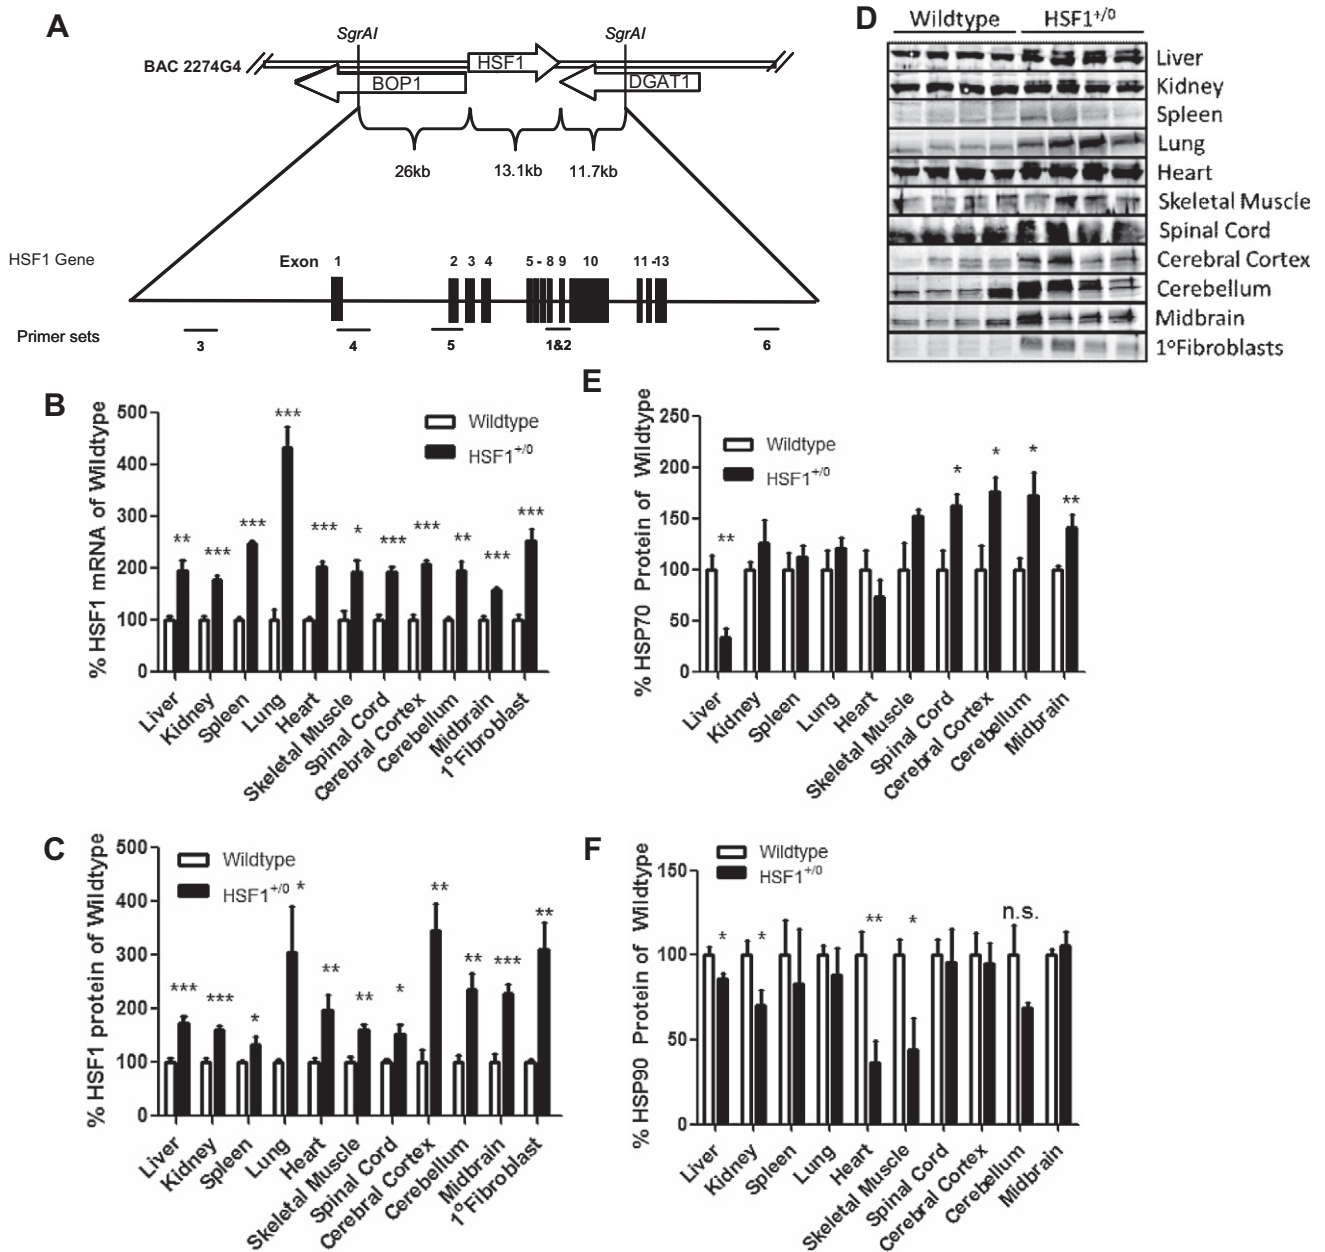 A
SgrAI
SgrAI
BAC 2274G4
HSF1
BOP1
DGAT1
26kb
13.1kb
11.7kb
HSF1 Gene
Exon
1
2
3
4
5 - 8
9
10
11 -13
Primer sets
3
4
5
1&2
6
D
Wildtype
HSF1+/0
Liver
Kidney
Spleen
Lung
Heart
Skeletal Muscle
Spinal Cord
Cerebral Cortex
Cerebellum
Midbrain
1°Fibroblasts
B
% HSF1 mRNA of Wildtype
500
400
300
200
100
0
Wildtype
HSF1+/0
**
***
***
***
***
*
***
***
**
***
***
Liver
Kidney
Spleen
Lung
Heart
Skeletal Muscle
Spinal Cord
Cerebral Cortex
Cerebellum
Midbrain
1°Fibroblast
E
% HSP70 Protein of Wildtype
250
200
150
100
50
0
Wildtype
HSF1+/0
**
*
*
*
**
Liver
Kidney
Spleen
Lung
Heart
Skeletal Muscle
Spinal Cord
Cerebral Cortex
Cerebellum
Midbrain
C
% HSF1 protein of Wildtype
500
400
300
200
100
0
Wildtype
HSF1+/0
***
***
*
*
**
**
*
**
**
***
**
Liver
Kidney
Spleen
Lung
Heart
Skeletal Muscle
Spinal Cord
Cerebral Cortex
Cerebellum
Midbrain
1°Fibroblast
F
% HSP90 Protein of Wildtype
150
100
50
0
Wildtype
HSF1+/0
*
*
**
*
n.s.
Liver
Kidney
Spleen
Lung
Heart
Skeletal Muscle
Spinal Cord
Cerebral Cortex
Cerebellum
Midbrain